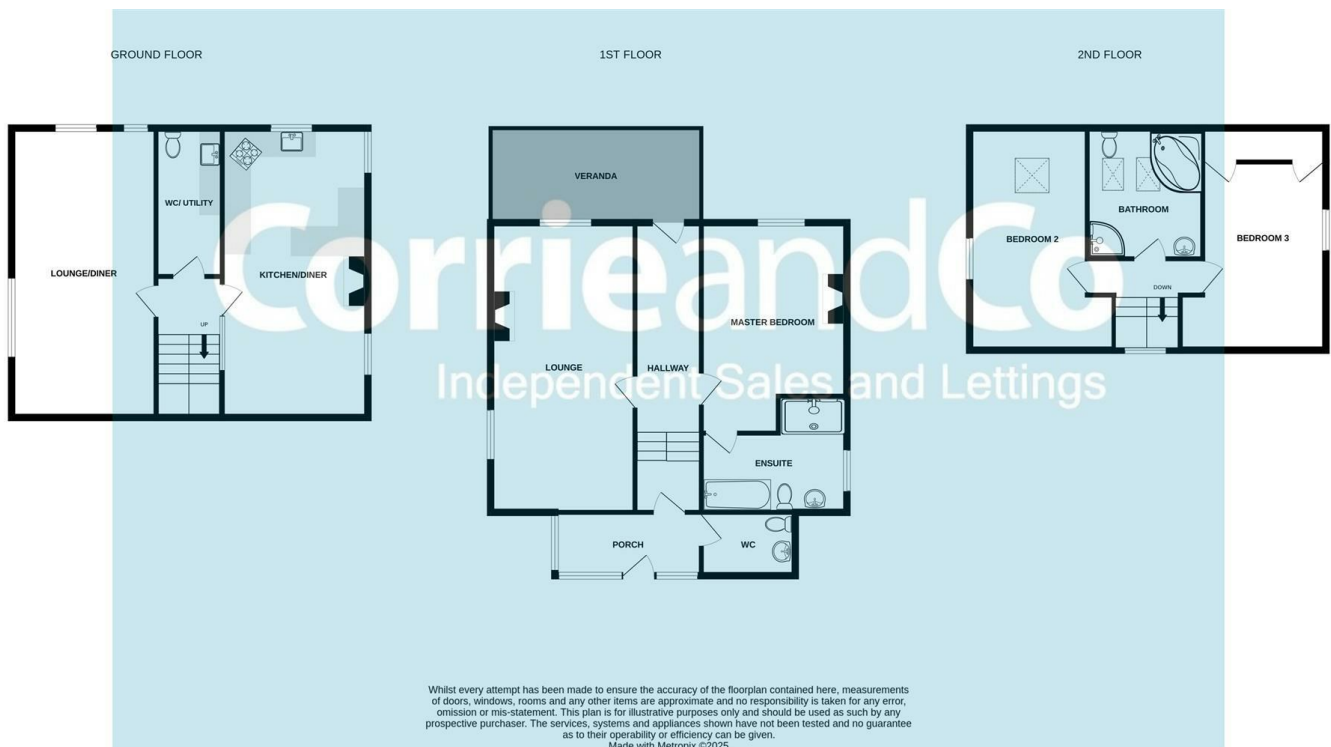 GROUND FLOOR
1ST FLOOR
2ND FLOOR
LOUNGE/DINER
WC/ UTILITY
KITCHEN/DINER
UP
VERANDA
LOUNGE
HALLWAY
MASTER BEDROOM
ENSUITE
PORCH
WC
BEDROOM 2
BATHROOM
BEDROOM 3
DOWN
CorrieandCo
Independent Sales and Lettings
Whilst every attempt has been made to ensure the accuracy of the floorplan contained here, measurements
of doors, windows, rooms and any other items are approximate and no responsibility is taken for any error,
omission or mis-statement. This plan is for illustrative purposes only and should be used as such by any
prospective purchaser. The services, systems and appliances shown have not been tested and no guarantee
as to their operability or efficiency can be given.
Made with Metropix ©2025